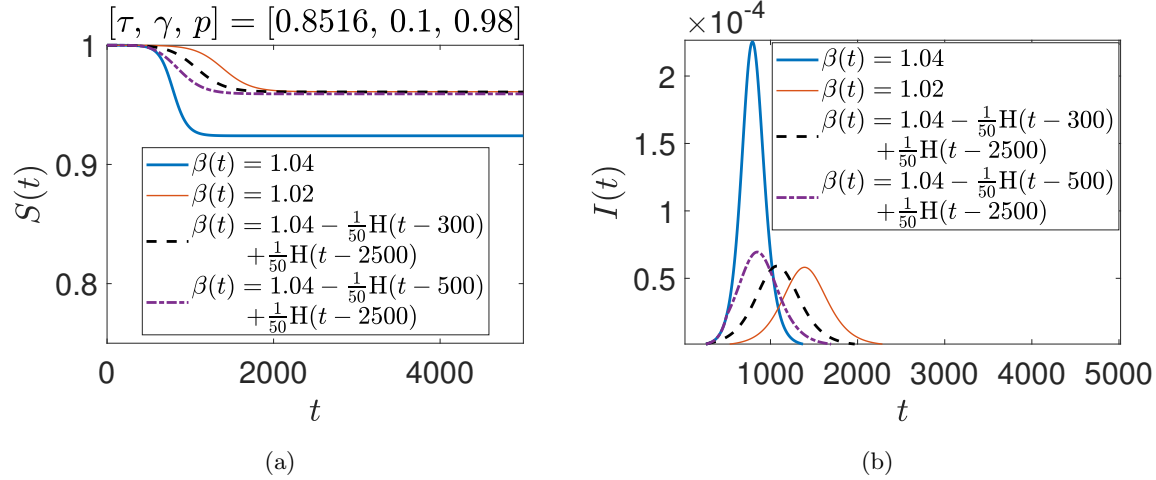 [τ, γ, p] = [0.8516, 0.1, 0.98]
1
0.9
0.8
S(t)
0
2000
4000
t
β(t) = 1.04
β(t) = 1.02
β(t) = 1.04 − 1/50 H(t − 300)
+ 1/50 H(t − 2500)
β(t) = 1.04 − 1/50 H(t − 500)
+ 1/50 H(t − 2500)
(a)
×10^-4
2
1.5
1
0.5
I(t)
1000
2000
3000
4000
5000
t
β(t) = 1.04
β(t) = 1.02
β(t) = 1.04 − 1/50 H(t − 300)
+ 1/50 H(t − 2500)
β(t) = 1.04 − 1/50 H(t − 500)
+ 1/50 H(t − 2500)
(b)